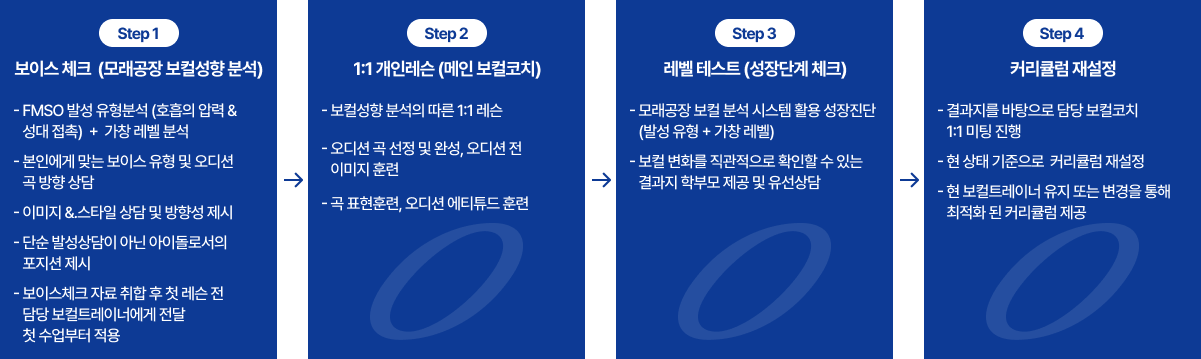 Step 1
보이스 체크 (모래공장 보컬성향 분석)
- FMSO 발성 유형분석 (호흡의 압력 &
성대 접촉) + 가창 레벨 분석
- 본인에게 맞는 보이스 유형 및 오디션
곡 방향 상담
- 이미지 &.스타일 상담 및 방향성 제시
- 단순 발성상담이 아닌 아이돌로서의
포지션 제시
- 보이스체크 자료 취합 후 첫 레슨 전
담당 보컬트레이너에게 전달
첫 수업부터 적용
Step 2
1:1 개인레슨 (메인 보컬코치)
- 보컬성향 분석의 따른 1:1 레슨
- 오디션 곡 선정 및 완성, 오디션 전
이미지 훈련
- 곡 표현훈련, 오디션 에티튜드 훈련
Step 3
레벨 테스트 (성장단계 체크)
- 모래공장 보컬 분석 시스템 활용 성장진단
(발성 유형 + 가창 레벨)
- 보컬 변화를 직관적으로 확인할 수 있는
결과지 학부모 제공 및 유선상담
Step 4
커리큘럼 재설정
- 결과지를 바탕으로 담당 보컬코치
1:1 미팅 진행
- 현 상태 기준으로 커리큘럼 재설정
- 현 보컬트레이너 유지 또는 변경을 통해
최적화 된 커리큘럼 제공